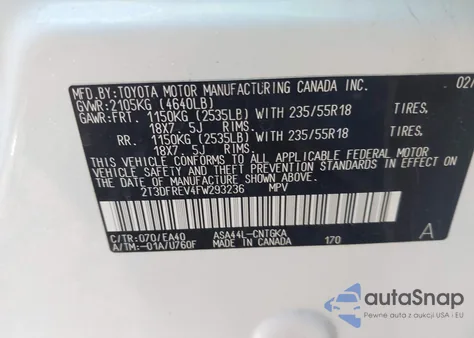 MFD.BY:TOYOTA MOTOR MANUFACTURING CANADA INC. 02/
GVWR:2105KG (4640LB)
GAWR:FRT. 1150KG (2535LB) WITH 235/55R18 TIRES,
18X7. 5J RIMS.
RR. 1150KG (2535LB) WITH 235/55R18 TIRES,
18X7. 5J RIMS.
THIS VEHICLE CONFORMS TO ALL APPLICABLE FEDERAL MOTOR
VEHICLE SAFETY AND THEFT PREVENTION STANDARDS IN EFFECT
ON THE DATE OF MANUFACTURE SHOWN ABOVE.
2T3DFREV4FW293236 MPV
C/TR:070/EA40 ASA44L-CNTGKA
A/TM:-01A/U760F MADE IN CANADA 170 A
autoSnap
Pewne auta z aukcji USA i EU